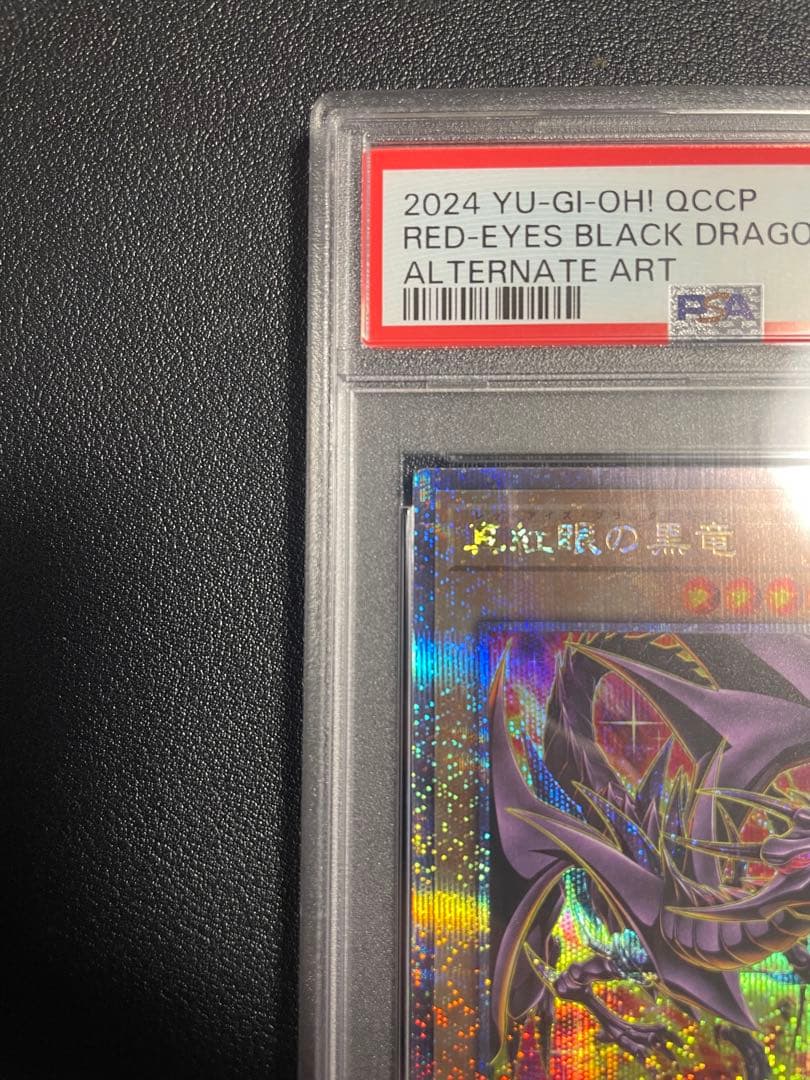 2024 YU-GI-OH! QCCP
RED-EYES BLACK DRAGO
ALTERNATE ART
PSA
真紅眼の黒竜